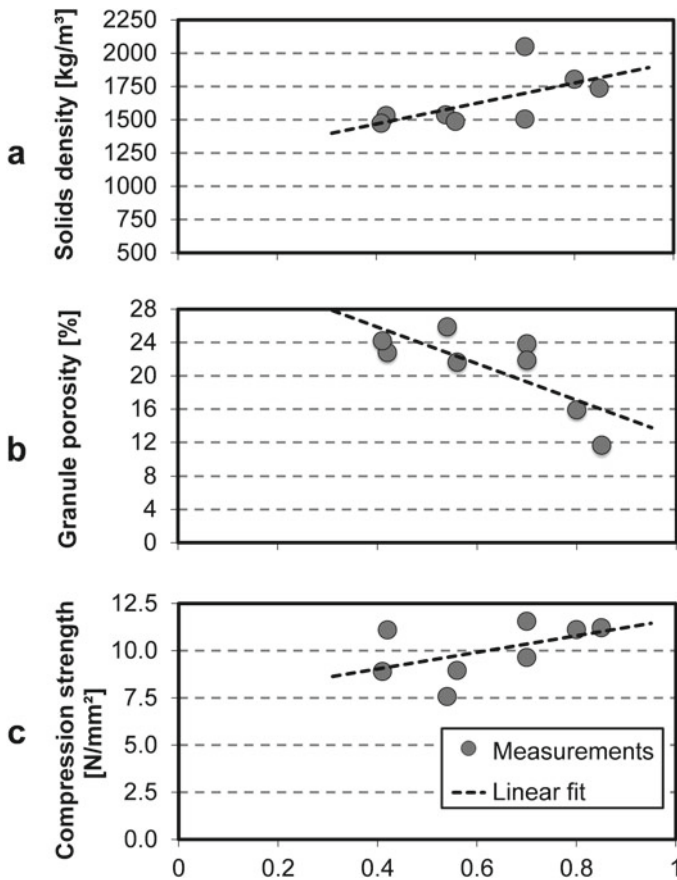 a
Solids density [kg/m³]
2250
2000
1750
1500
1250
1000
750
500
b
Granule porosity [%]
28
24
20
16
12
8
4
0
c
Compression strength
[N/mm²]
12.5
10.0
7.5
5.0
2.5
0.0
Measurements
Linear fit
0 0.2 0.4 0.6 0.8 1